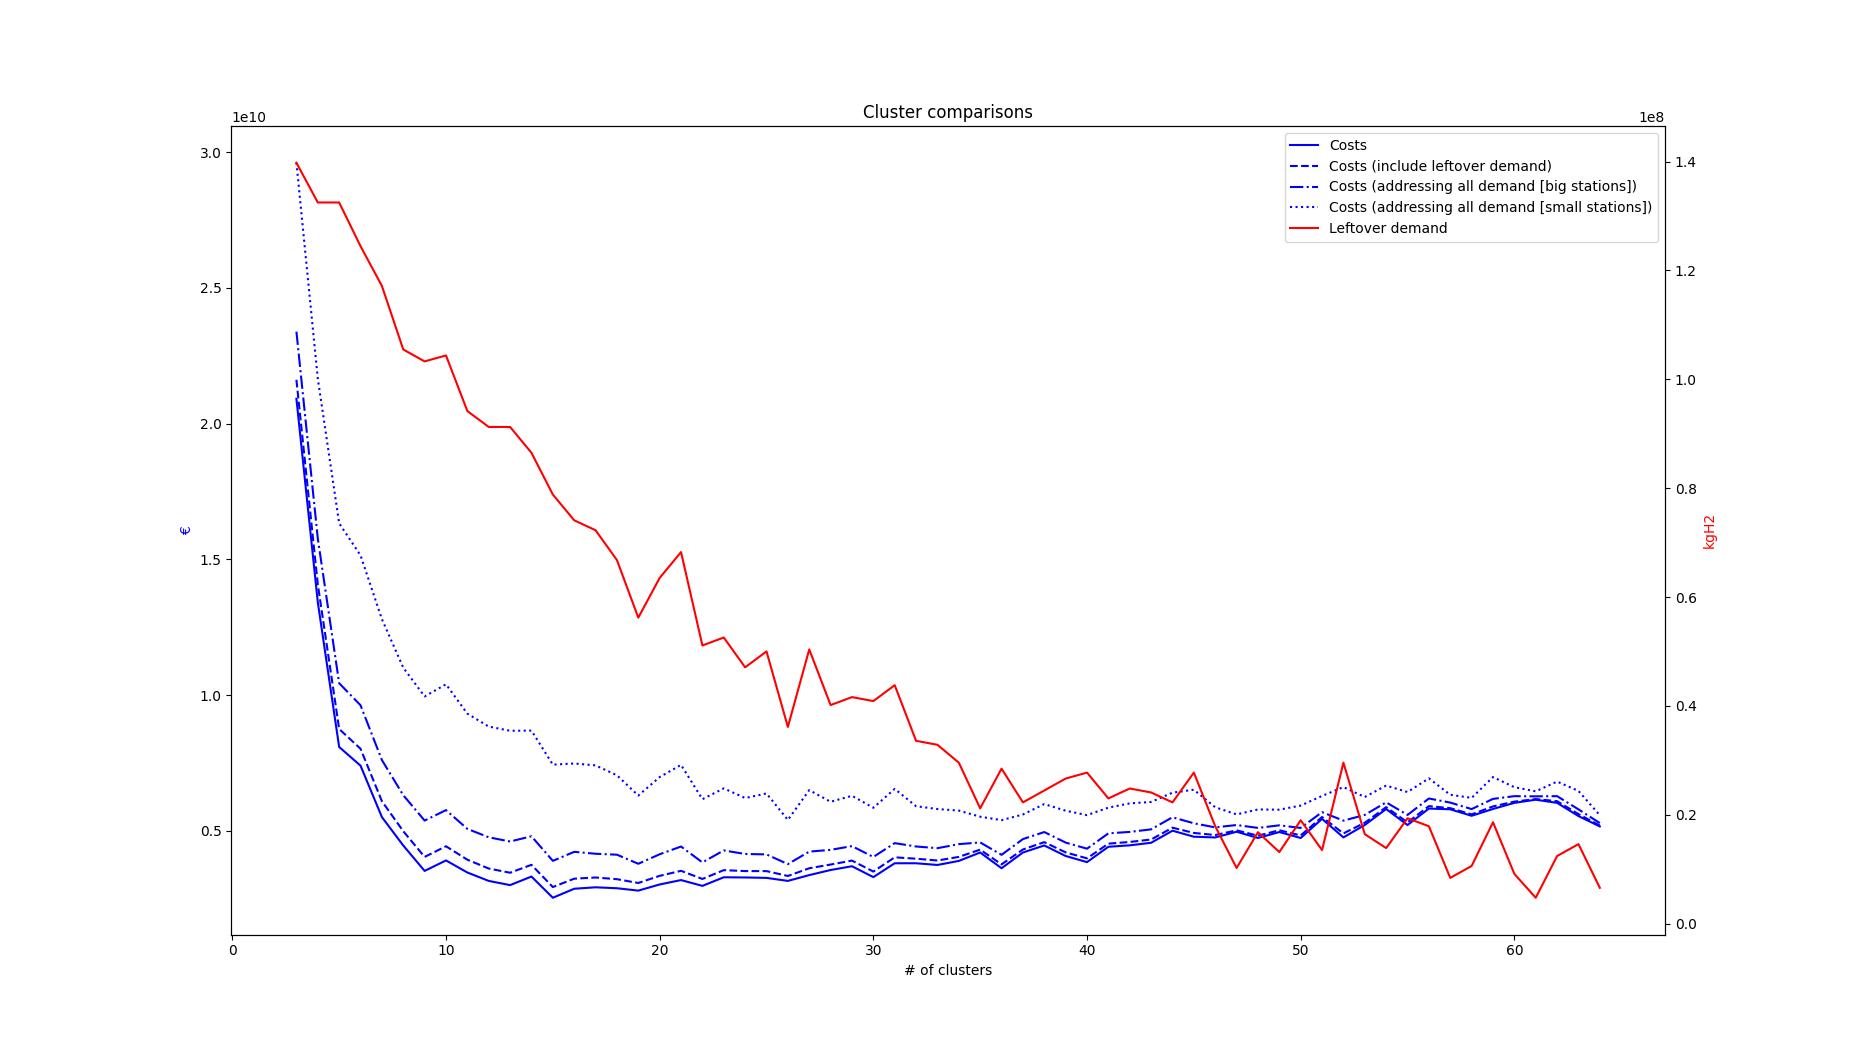 Cluster comparisons
1e10
1e8
3.0
2.5
2.0
1.5
1.0
0.5
€
Costs
Costs (include leftover demand)
Costs (addressing all demand [big stations])
Costs (addressing all demand [small stations])
Leftover demand
1.4
1.2
1.0
0.8
0.6
0.4
0.2
0.0
kgH2
0 10 20 30 40 50 60
# of clusters